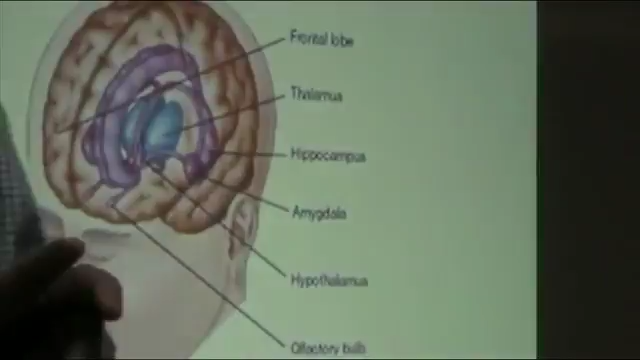 Frontal lobe
Thalamus
Hippocampus
Amygdala
Hypothalamus
Olfactory bulb